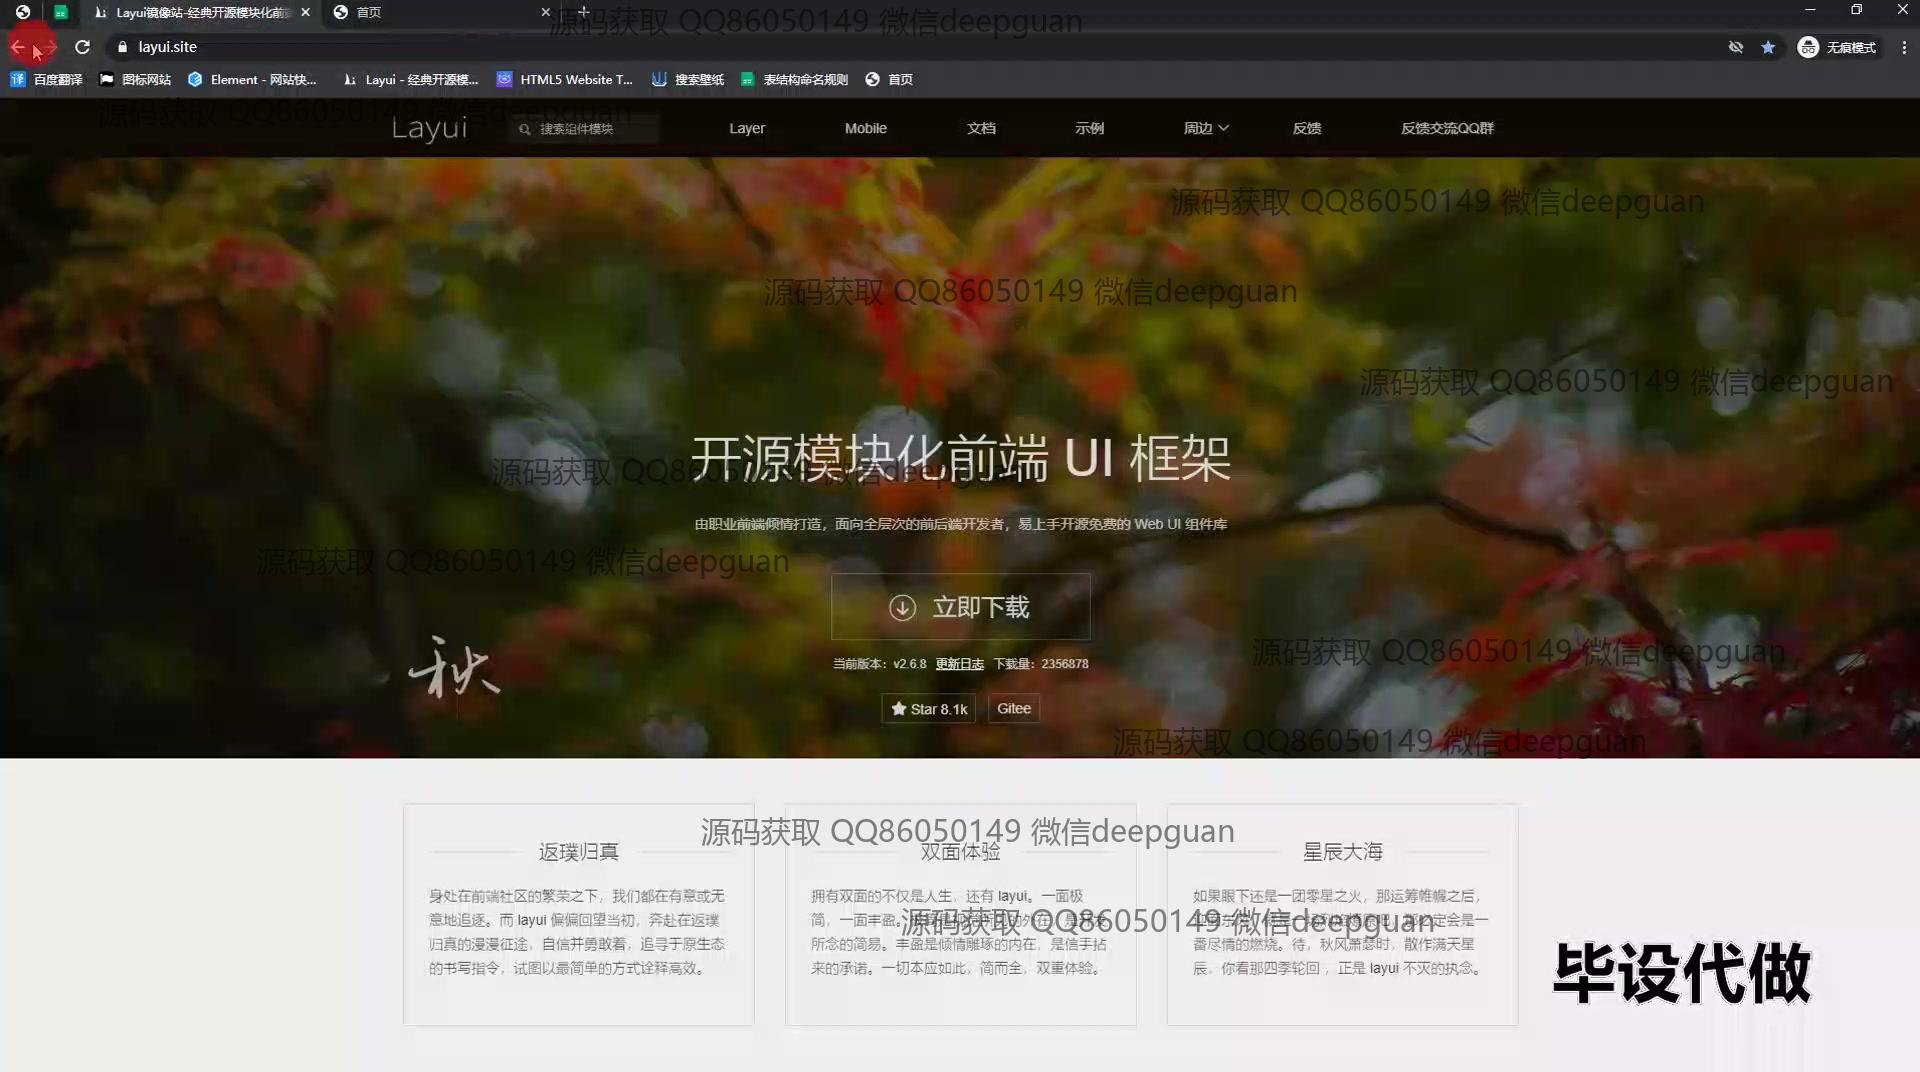 Layui镜像站-经典开源模块化前端
首页
源码获取 QQ86050149 微信deepguan
layui.site
无痕模式
百度翻译
图标网站
Element - 网站快...
Layui - 经典开源模...
HTML5 Website T...
搜索壁纸
表结构命名规则
首页
源码获取 QQ86050149 微信deepguan
Layui
搜索组件模块
Layer
Mobile
文档
示例
周边
反馈
反馈交流QQ群
源码获取 QQ86050149 微信deepguan
源码获取 QQ86050149 微信deepguan
源码获取 QQ86050149 微信deepguan
开源模块化前端 UI 框架
源码获取 QQ86050149 微信deepguan
由职业前端倾情打造，面向全层次的前后端开发者，易上手开源免费的 Web UI 组件库
源码获取 QQ86050149 微信deepguan
立即下载
秋
源码获取 QQ86050149 微信deepguan
当前版本：v2.6.8 更新日志 下载量：2356878
Star 8.1k
Gitee
源码获取 QQ86050149 微信deepguan
源码获取 QQ86050149 微信deepguan
返璞归真
身处在前端社区的繁荣之下，我们都在有意或无
意地追逐。而 layui 偏偏回望当初，奔赴在返璞
归真的漫漫征途，自信并勇敢着，追寻于原生态
的书写指令，试图以最简单的方式诠释高效。
双面体验
拥有双面的不仅是人生，还有 layui。一面极
简，一面丰盈。
所念的简易。丰盈是倾情雕琢的内在，是信手拈
来的承诺。一切本应如此，简而全，双重体验。
源码获取 QQ86050149 微信deepguan
星辰大海
如果眼下还是一团零星之火，那运筹帷幄之后，
定会是一
番尽情的燃烧。待，秋风萧瑟时，散作满天星
辰，你看那四季轮回 ，正是 layui 不灭的执念。
毕设代做